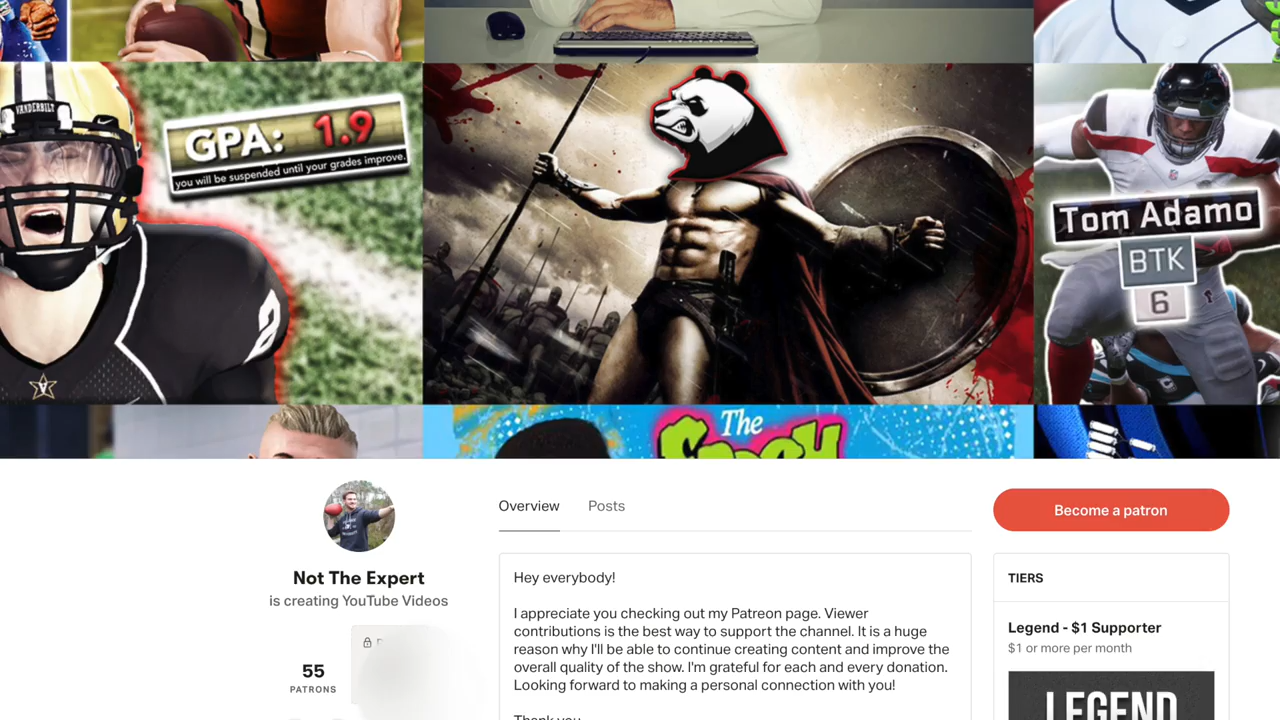 VANDERBILT
GPA: 1.9
you will be suspended until your grades improve.
2
Tom Adamo
BTK
6
The
Not The Expert
is creating YouTube Videos
55
PATRONS
Overview
Posts
Hey everybody!
I appreciate you checking out my Patreon page. Viewer
contributions is the best way to support the channel. It is a huge
reason why I'll be able to continue creating content and improve the
overall quality of the show. I'm grateful for each and every donation.
Looking forward to making a personal connection with you!
Thank you
Become a patron
TIERS
Legend - $1 Supporter
$1 or more per month
LEGEND